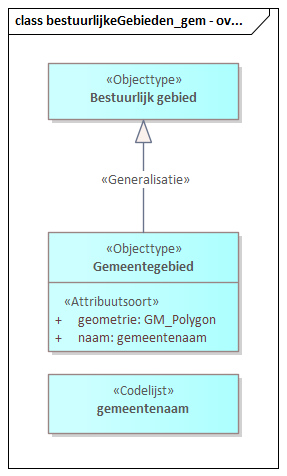 class bestuurlijkeGebieden_gem - ov...
«Objecttype»
Bestuurlijk gebied
«Generalisatie»
«Objecttype»
Gemeentegebied
«Attribuutsoort»
+ geometrie: GM_Polygon
+ naam: gemeentenaam
«Codelijst»
gemeentenaam